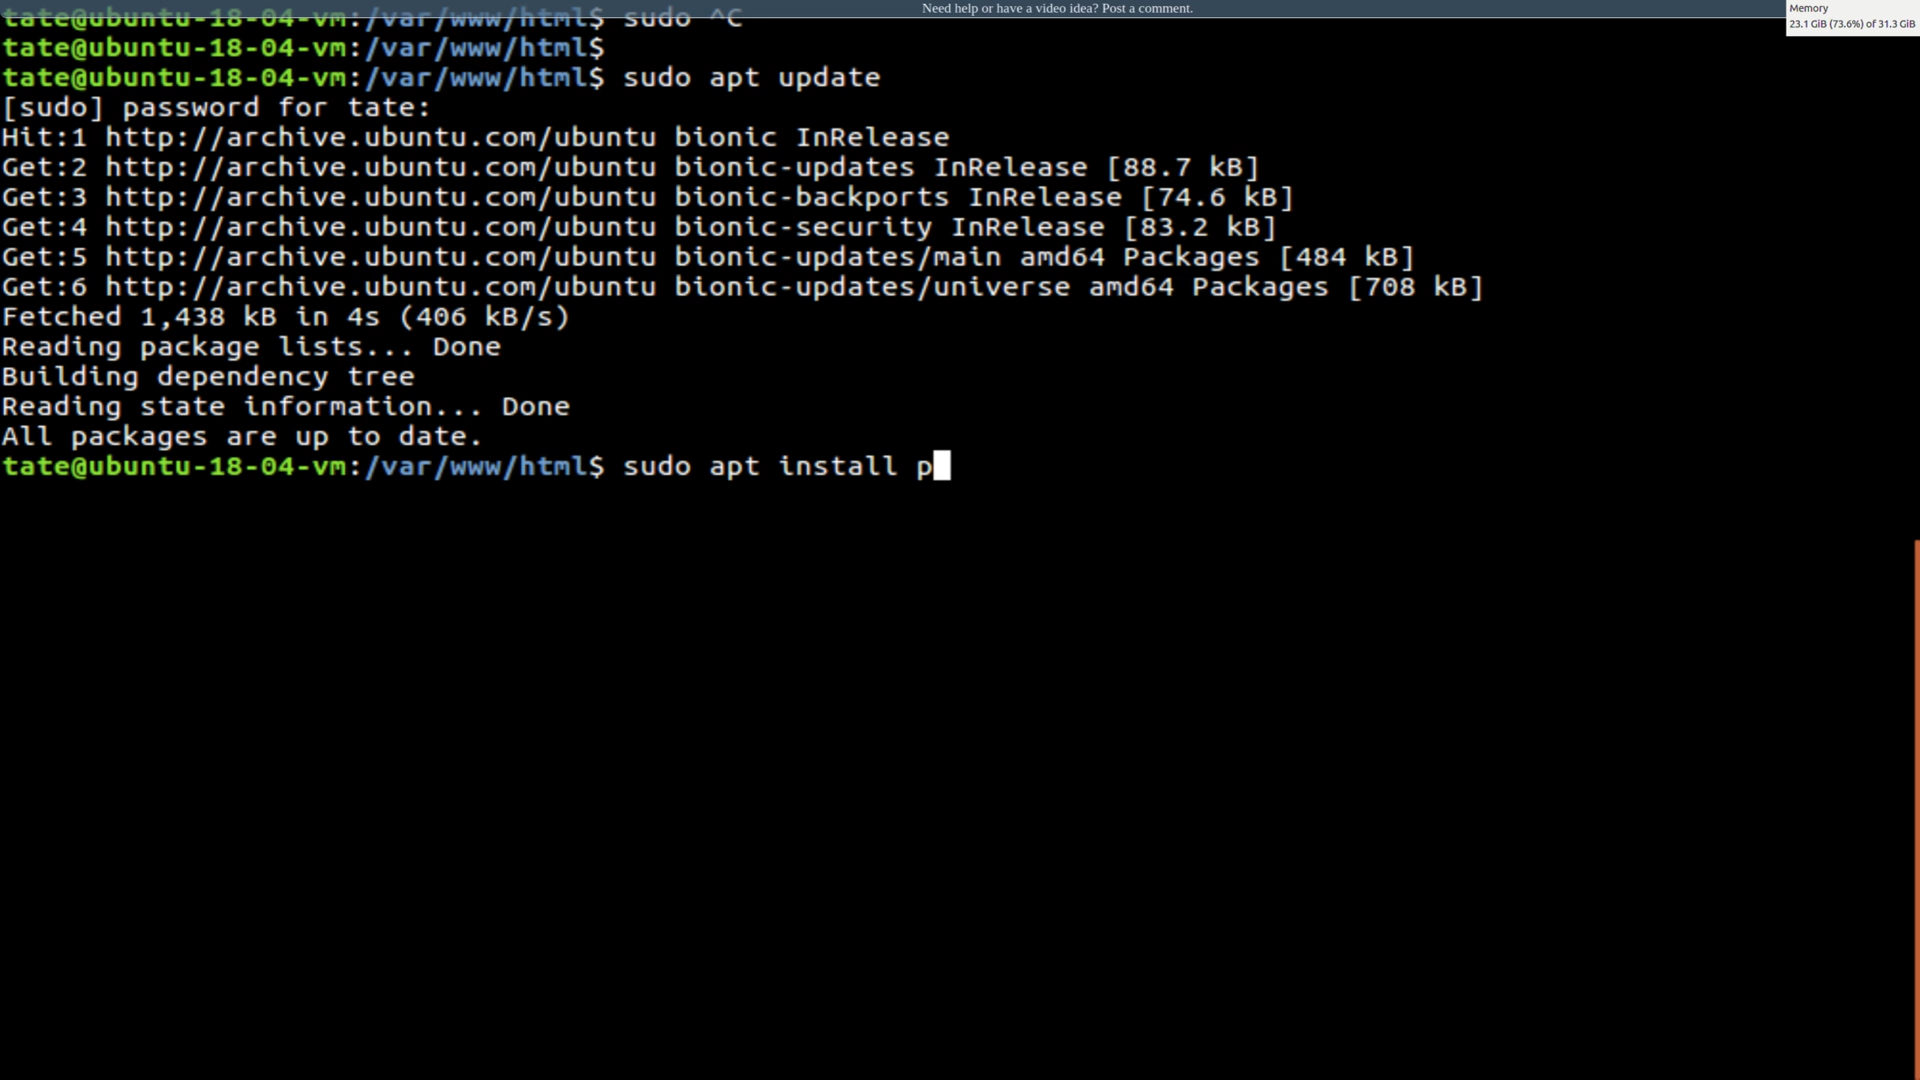 Need help or have a video idea? Post a comment.
Memory
23.1 GiB (73.6%) of 31.3 GiB
tate@ubuntu-18-04-vm:/var/www/html$ sudo ^C
tate@ubuntu-18-04-vm:/var/www/html$
tate@ubuntu-18-04-vm:/var/www/html$ sudo apt update
[sudo] password for tate:
Hit:1 http://archive.ubuntu.com/ubuntu bionic InRelease
Get:2 http://archive.ubuntu.com/ubuntu bionic-updates InRelease [88.7 kB]
Get:3 http://archive.ubuntu.com/ubuntu bionic-backports InRelease [74.6 kB]
Get:4 http://archive.ubuntu.com/ubuntu bionic-security InRelease [83.2 kB]
Get:5 http://archive.ubuntu.com/ubuntu bionic-updates/main amd64 Packages [484 kB]
Get:6 http://archive.ubuntu.com/ubuntu bionic-updates/universe amd64 Packages [708 kB]
Fetched 1,438 kB in 4s (406 kB/s)
Reading package lists... Done
Building dependency tree
Reading state information... Done
All packages are up to date.
tate@ubuntu-18-04-vm:/var/www/html$ sudo apt install p